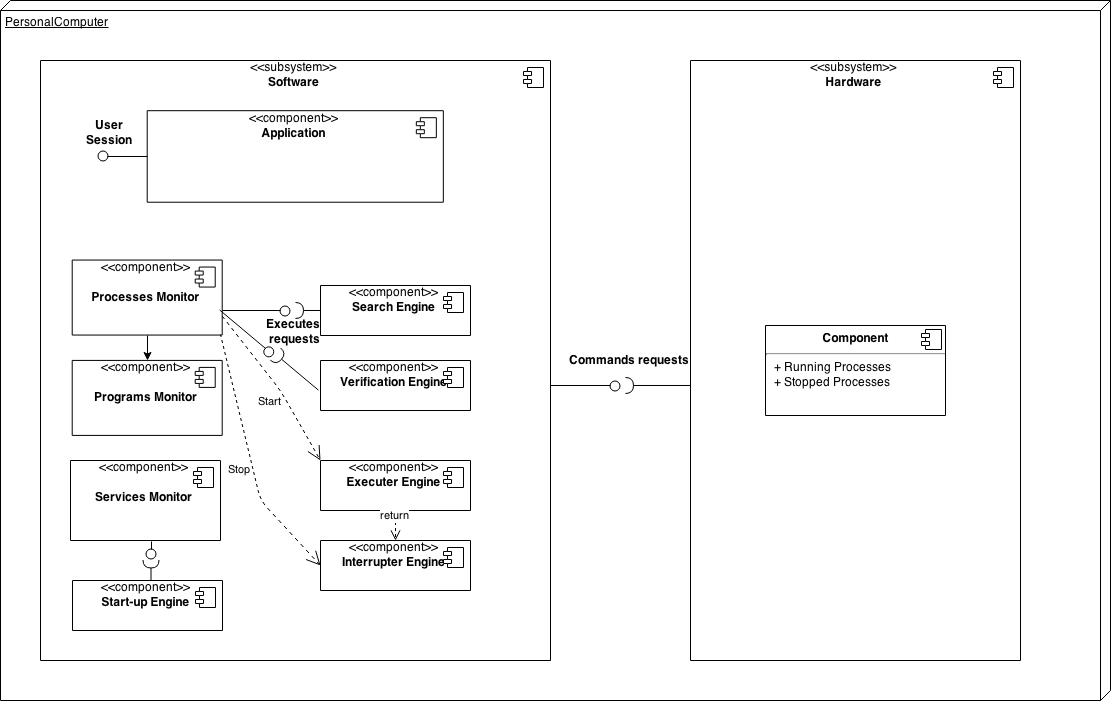 PersonalComputer
<<subsystem>>
Software
<<component>>
Application
User
Session
<<component>>
Processes Monitor
<<component>>
Search Engine
Executes
requests
<<component>>
Programs Monitor
<<component>>
Verification Engine
Start
<<component>>
Services Monitor
Stop
<<component>>
Executer Engine
return
<<component>>
Interrupter Engine
<<component>>
Start-up Engine
Commands requests
<<subsystem>>
Hardware
Component
+ Running Processes
+ Stopped Processes